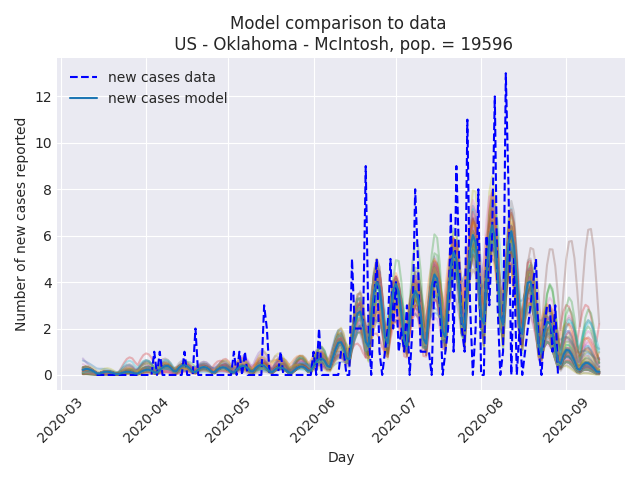 Model comparison to data
US - Oklahoma - McIntosh, pop. = 19596
new cases data
new cases model
Number of new cases reported
12
10
8
6
4
2
0
2020-03
2020-04
2020-05
2020-06
2020-07
2020-08
2020-09
Day